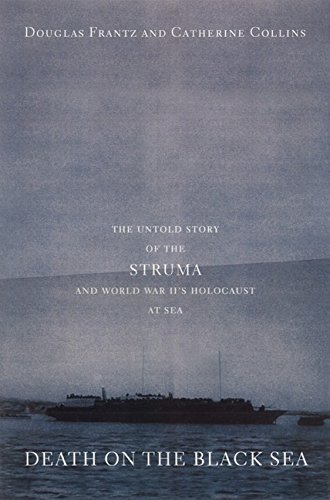 DOUGLAS FRANTZ AND CATHERINE COLLINS
THE UNTOLD STORY
OF THE
STRUMA
AND WORLD WAR II'S HOLOCAUST
AT SEA
DEATH ON THE BLACK SEA